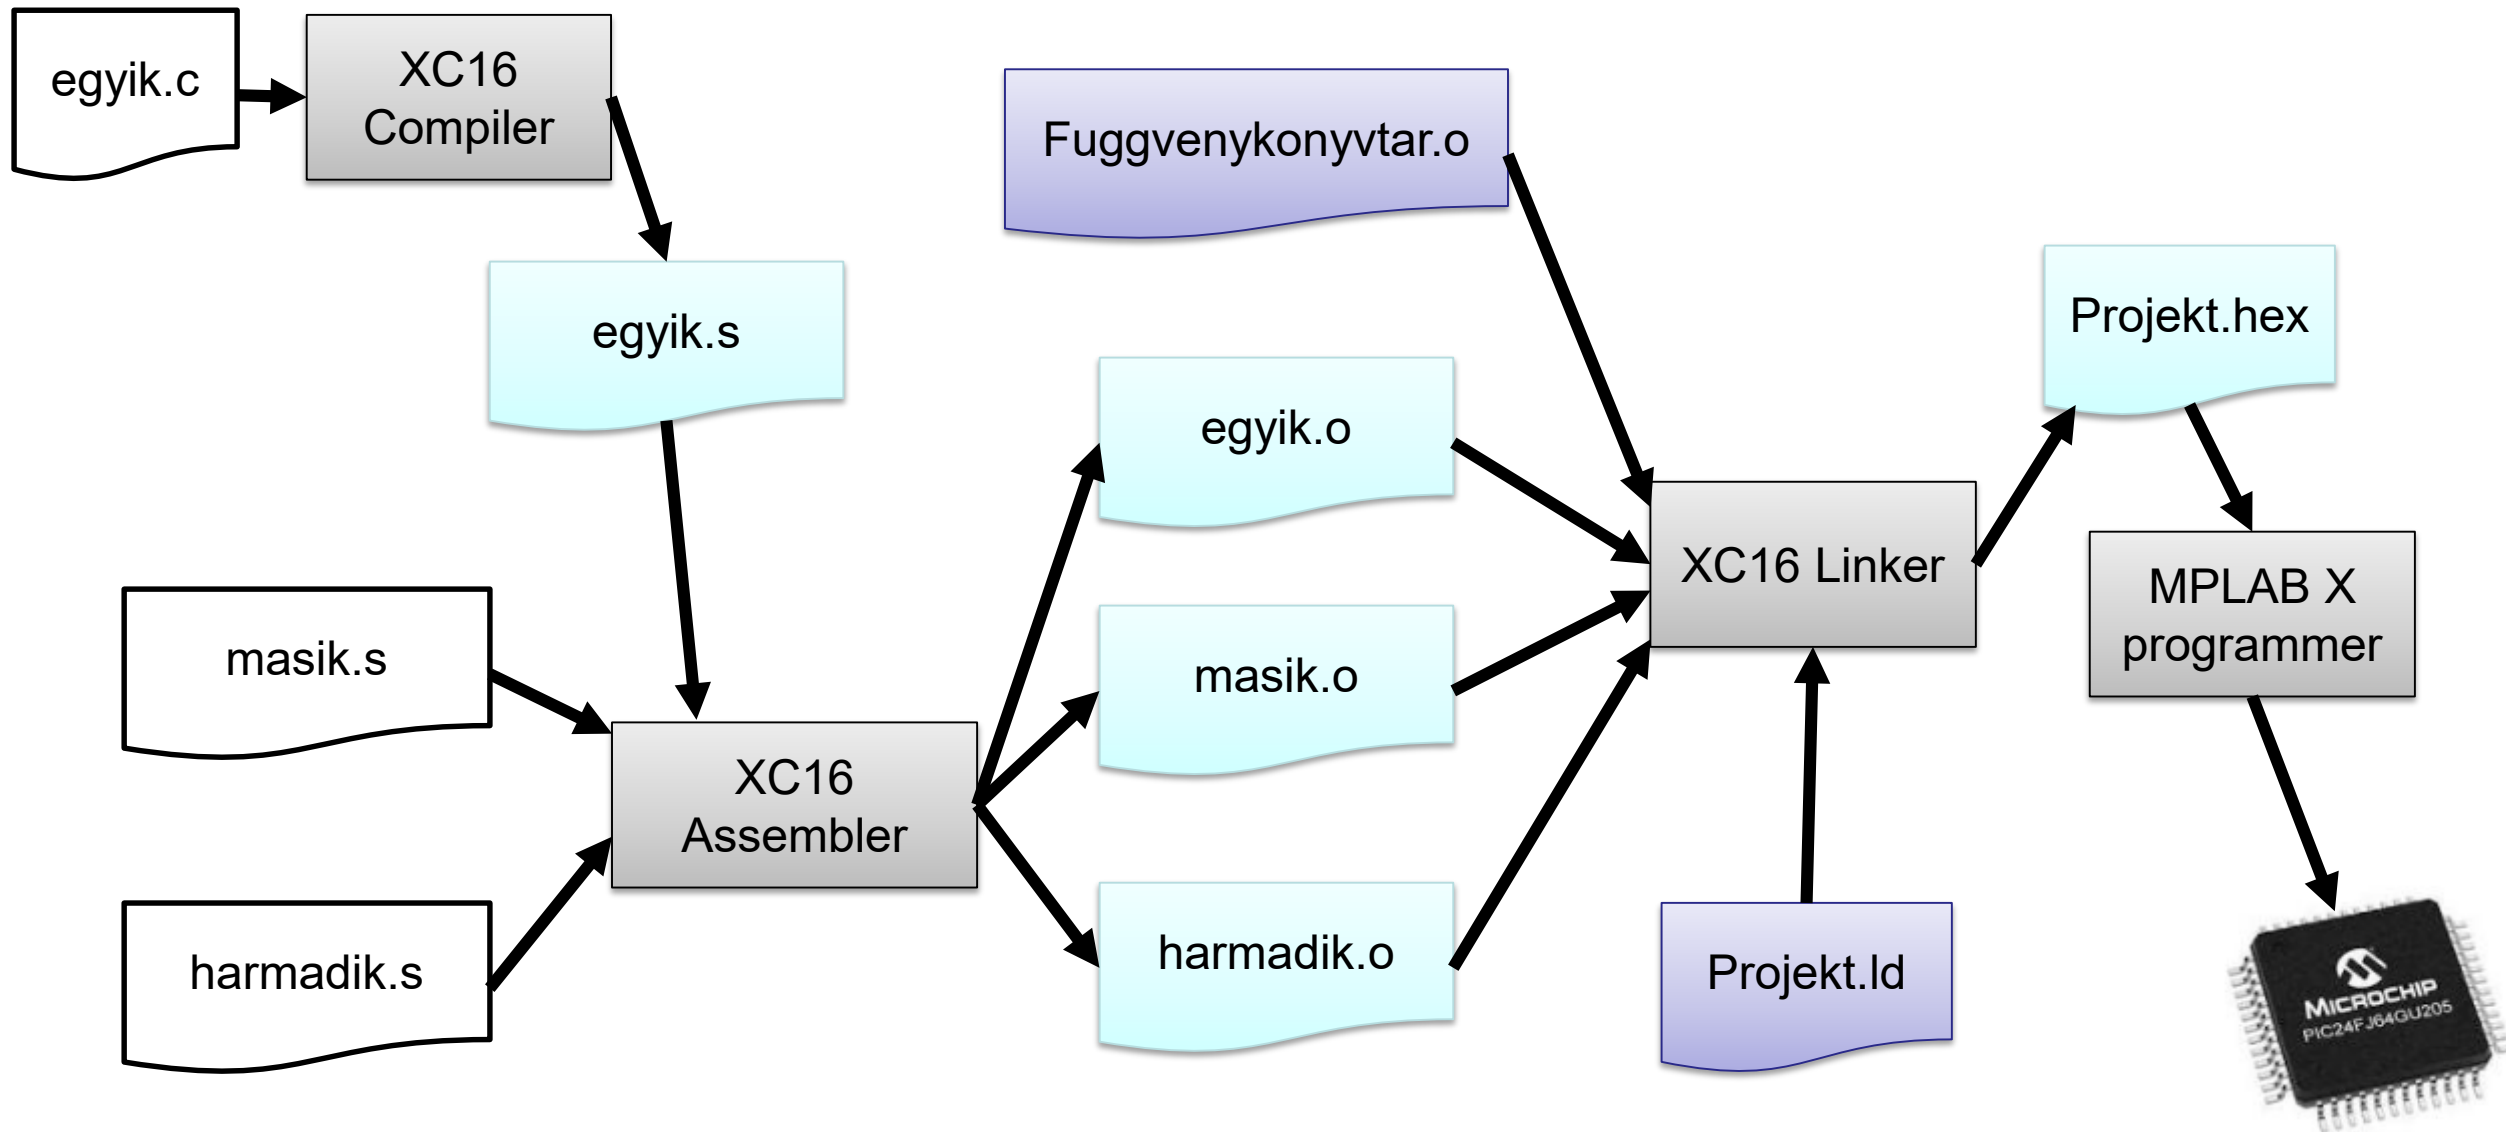 egyik.c
XC16
Compiler
Fuggvenykonyvtar.o
egyik.s
Projekt.hex
egyik.o
XC16 Linker
MPLAB X
programmer
masik.s
masik.o
XC16
Assembler
harmadik.s
harmadik.o
Projekt.ld
MICROCHIP
PIC24FJ64GU205